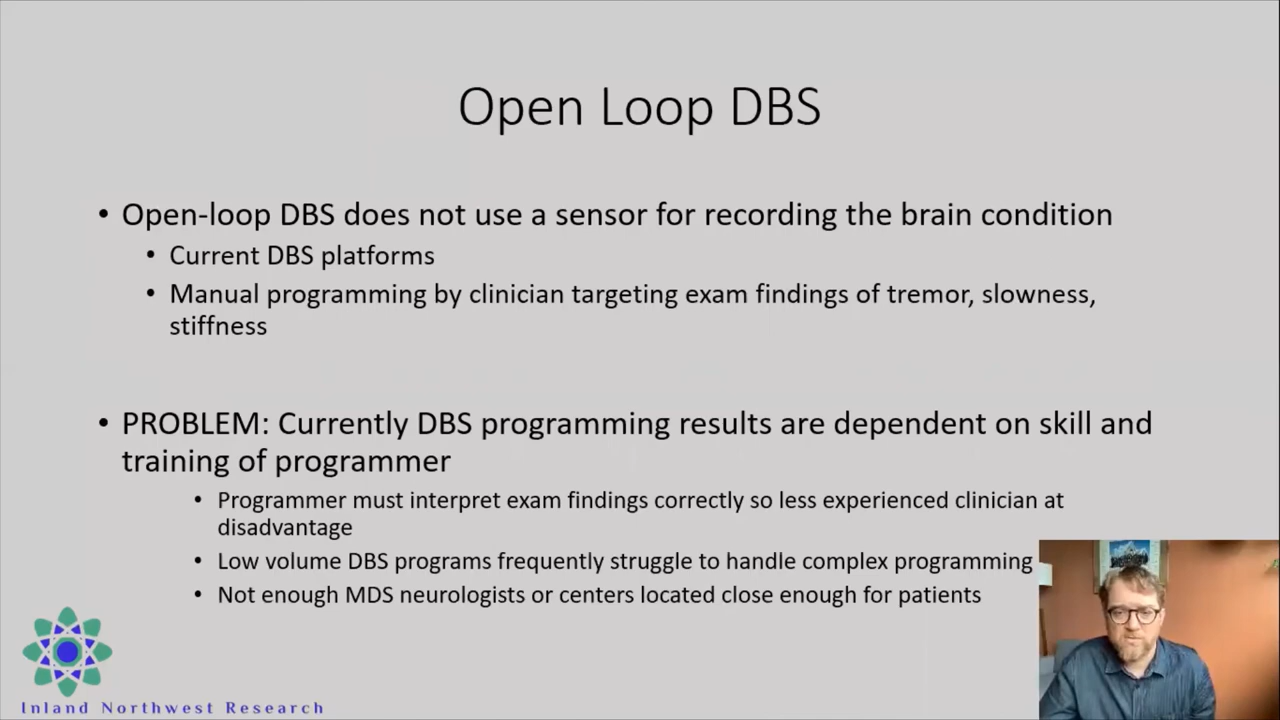 Open Loop DBS
• Open-loop DBS does not use a sensor for recording the brain condition
• Current DBS platforms
• Manual programming by clinician targeting exam findings of tremor, slowness,
stiffness
• PROBLEM: Currently DBS programming results are dependent on skill and
training of programmer
• Programmer must interpret exam findings correctly so less experienced clinician at
disadvantage
• Low volume DBS programs frequently struggle to handle complex programming
• Not enough MDS neurologists or centers located close enough for patients
Inland Northwest Research